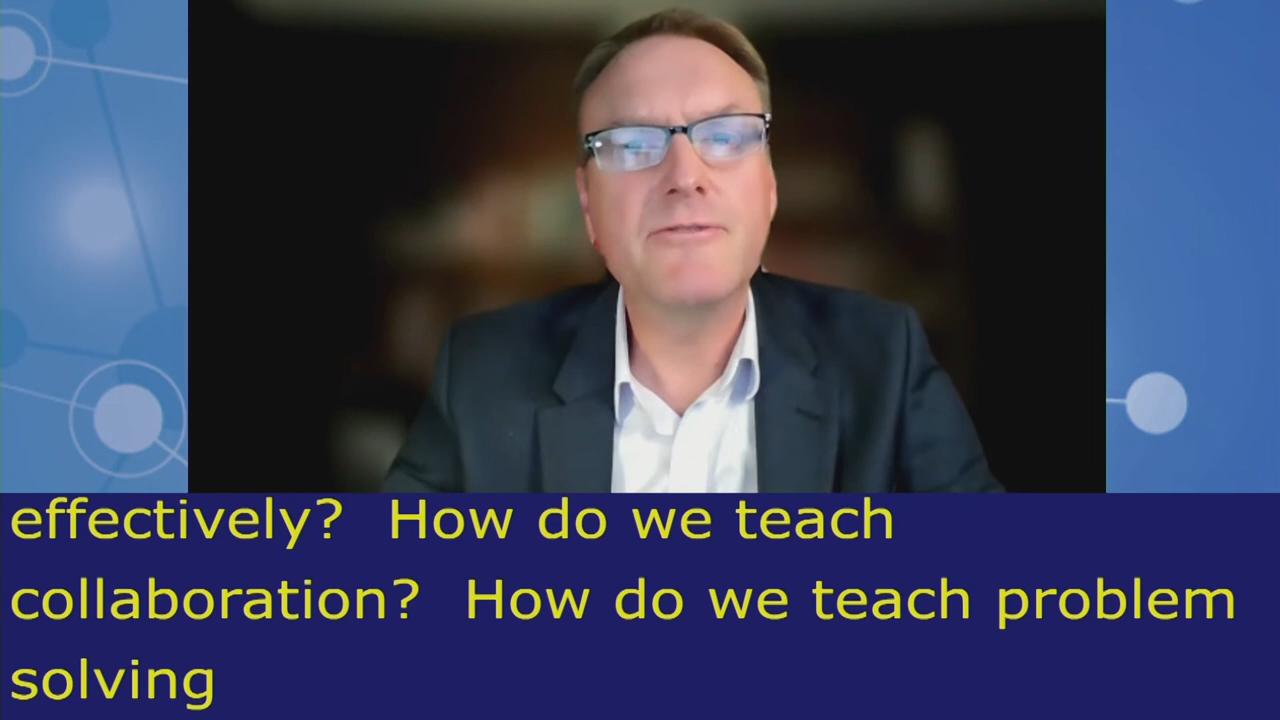 effectively?  How do we teach
collaboration?  How do we teach problem
solving